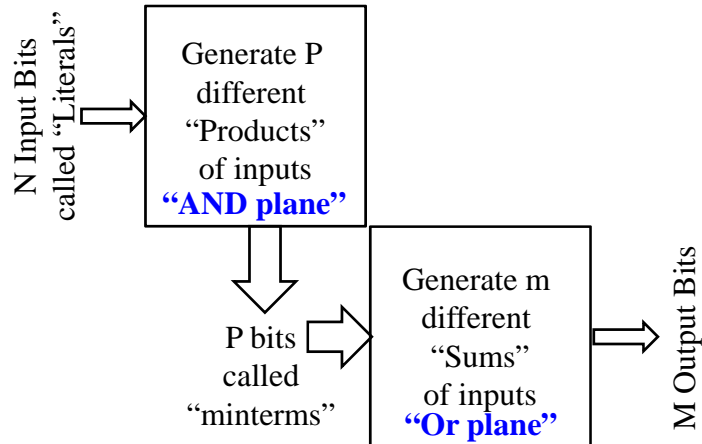 N Input Bits
called “Literals”
Generate P
different
“Products”
of inputs
“AND plane”
P bits
called
“minterms”
Generate m
different
“Sums”
of inputs
“Or plane”
M Output Bits